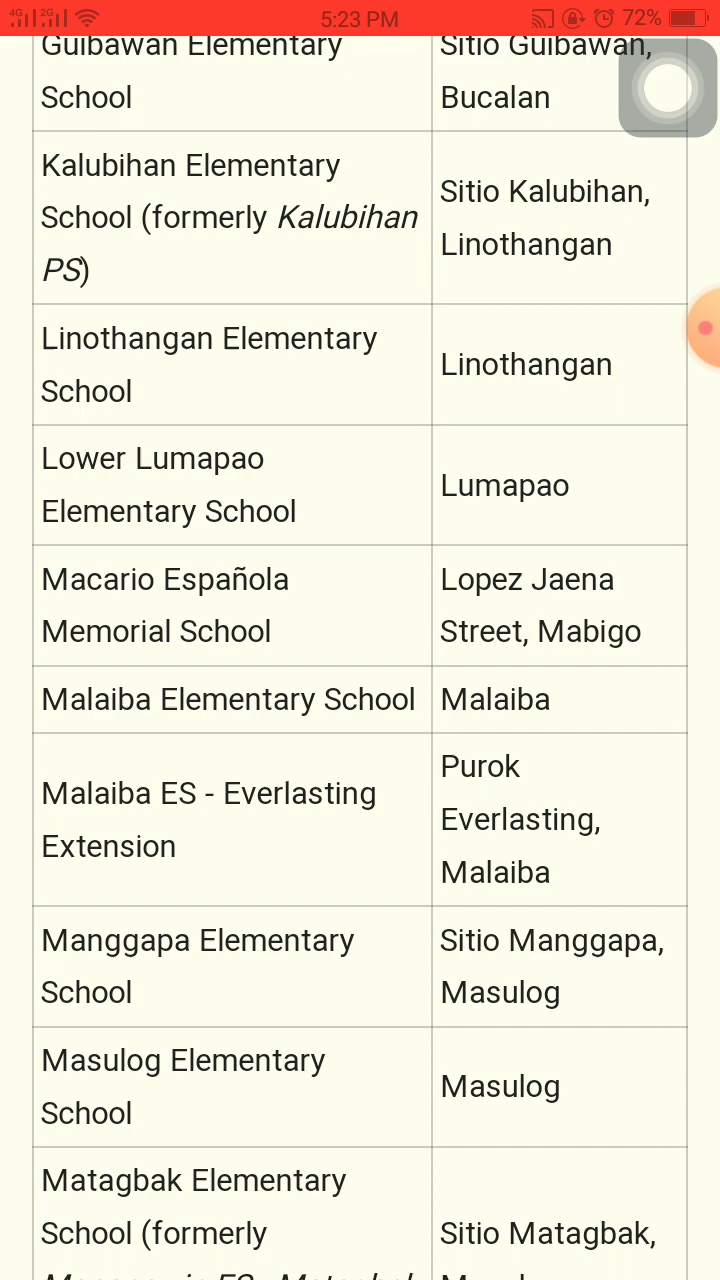 4G 2G 5:23 PM 72%
Guibawan Elementary
School
Sitio Guibawan,
Bucalan
Kalubihan Elementary
School (formerly Kalubihan
PS)
Sitio Kalubihan,
Linothangan
Linothangan Elementary
School
Linothangan
Lower Lumapao
Elementary School
Lumapao
Macario Española
Memorial School
Lopez Jaena
Street, Mabigo
Malaiba Elementary School
Malaiba
Malaiba ES - Everlasting
Extension
Purok
Everlasting,
Malaiba
Manggapa Elementary
School
Sitio Manggapa,
Masulog
Masulog Elementary
School
Masulog
Matagbak Elementary
School (formerly
Sitio Matagbak,